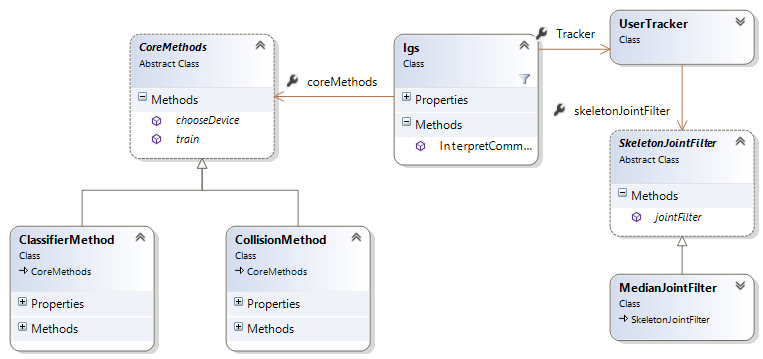 CoreMethods
Abstract Class
Methods
chooseDevice
train
coreMethods
Igs
Class
Properties
Methods
InterpretComm...
Tracker
UserTracker
Class
skeletonJointFilter
SkeletonJointFilter
Abstract Class
Methods
jointFilter
ClassifierMethod
Class
CoreMethods
Properties
Methods
CollisionMethod
Class
CoreMethods
Properties
Methods
MedianJointFilter
Class
SkeletonJointFilter